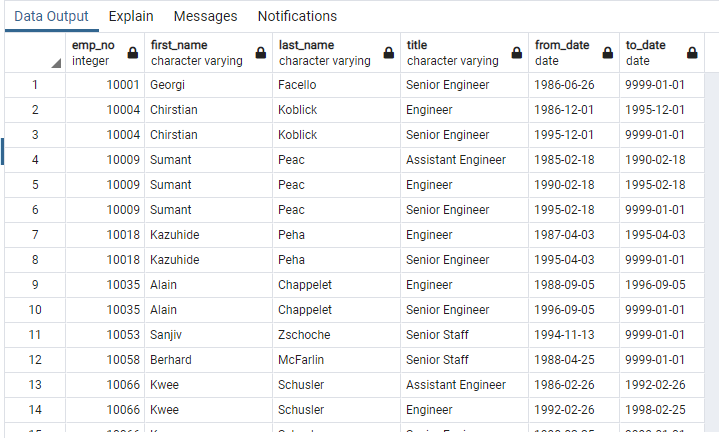 Data Output Explain Messages Notifications
emp_no first_name last_name title from_date to_date
integer character varying character varying character varying date date
1 10001 Georgi Facello Senior Engineer 1986-06-26 9999-01-01
2 10004 Chirstian Koblick Engineer 1986-12-01 1995-12-01
3 10004 Chirstian Koblick Senior Engineer 1995-12-01 9999-01-01
4 10009 Sumant Peac Assistant Engineer 1985-02-18 1990-02-18
5 10009 Sumant Peac Engineer 1990-02-18 1995-02-18
6 10009 Sumant Peac Senior Engineer 1995-02-18 9999-01-01
7 10018 Kazuhide Peha Engineer 1987-04-03 1995-04-03
8 10018 Kazuhide Peha Senior Engineer 1995-04-03 9999-01-01
9 10035 Alain Chappelet Engineer 1988-09-05 1996-09-05
10 10035 Alain Chappelet Senior Engineer 1996-09-05 9999-01-01
11 10053 Sanjiv Zschoche Senior Staff 1994-11-13 9999-01-01
12 10058 Berhard McFarlin Senior Staff 1988-04-25 9999-01-01
13 10066 Kwee Schusler Assistant Engineer 1986-02-26 1992-02-26
14 10066 Kwee Schusler Engineer 1992-02-26 1998-02-25